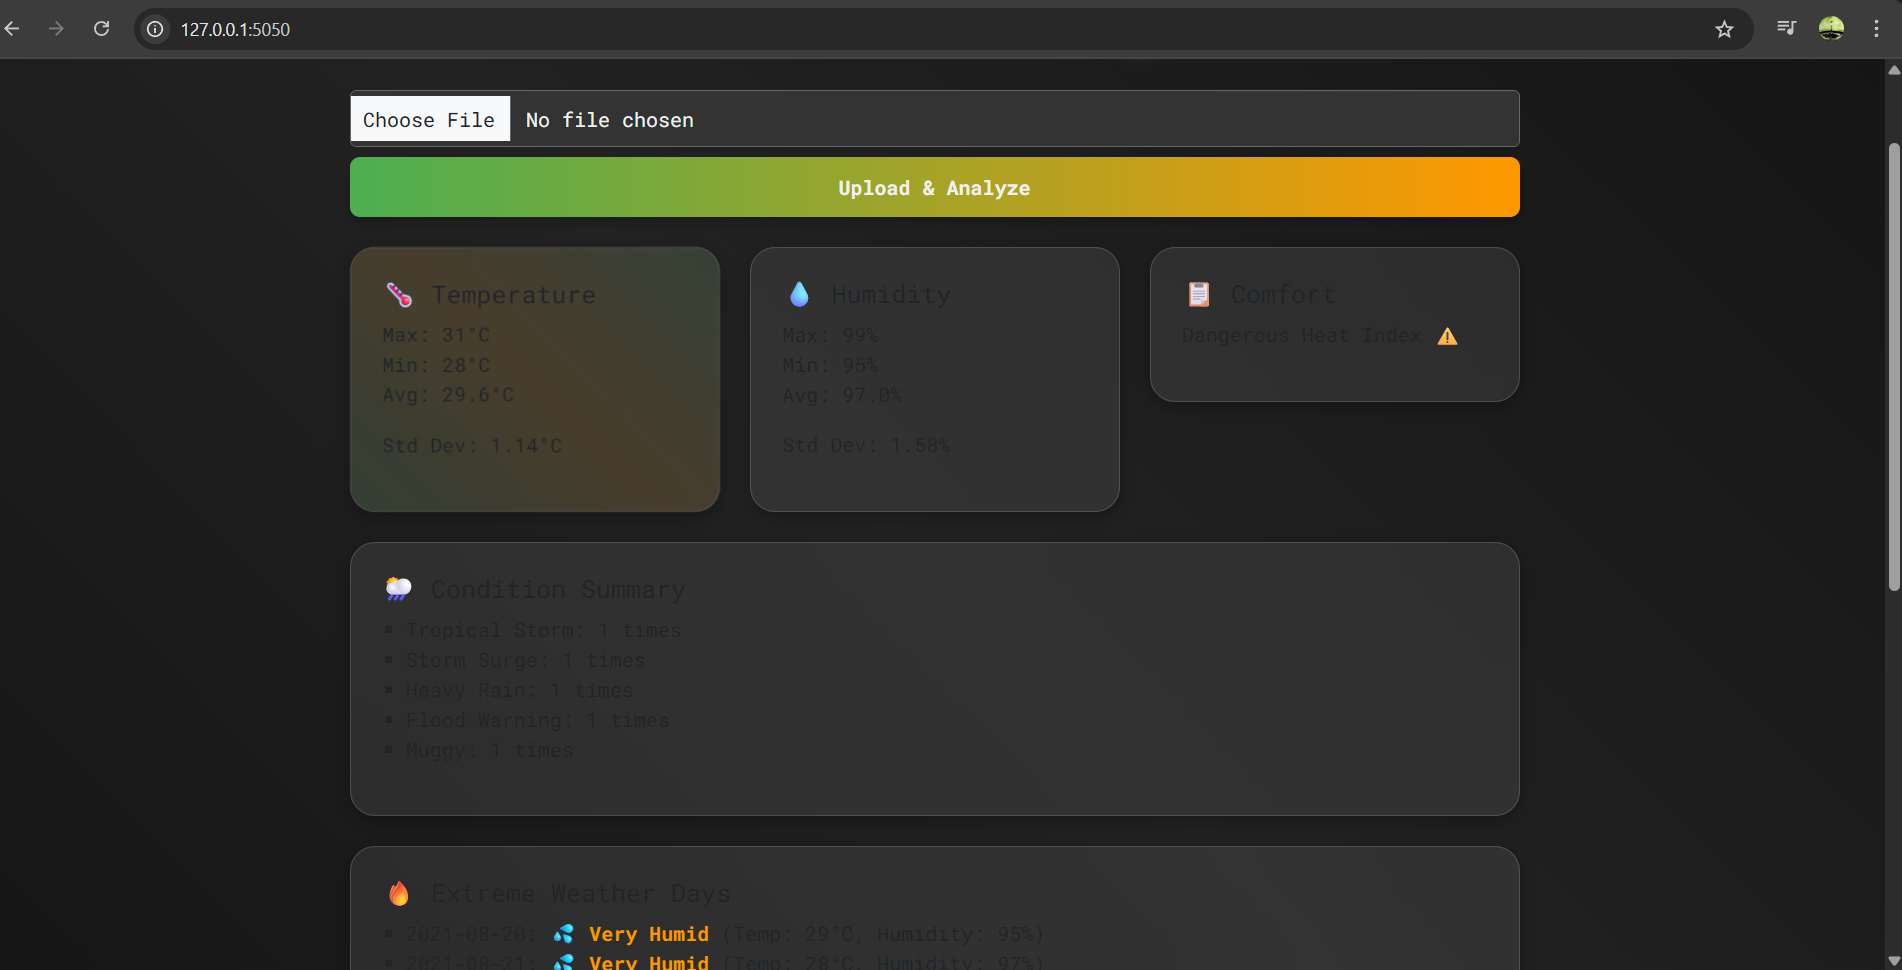 127.0.0.1:5050
Choose File No file chosen
Upload & Analyze
Temperature
Max: 31°C
Min: 28°C
Avg: 29.6°C
Std Dev: 1.14°C
Humidity
Max: 99%
Min: 95%
Avg: 97.0%
Std Dev: 1.58%
Comfort
Dangerous Heat Index ⚠️
Condition Summary
Tropical Storm: 1 times
Storm Surge: 1 times
Heavy Rain: 1 times
Flood Warning: 1 times
Muggy: 1 times
Extreme Weather Days
2021-08-20: 💦 Very Humid (Temp: 29°C, Humidity: 95%)
2021-08-21: 💦 Very Humid (Temp: 28°C, Humidity: 97%)